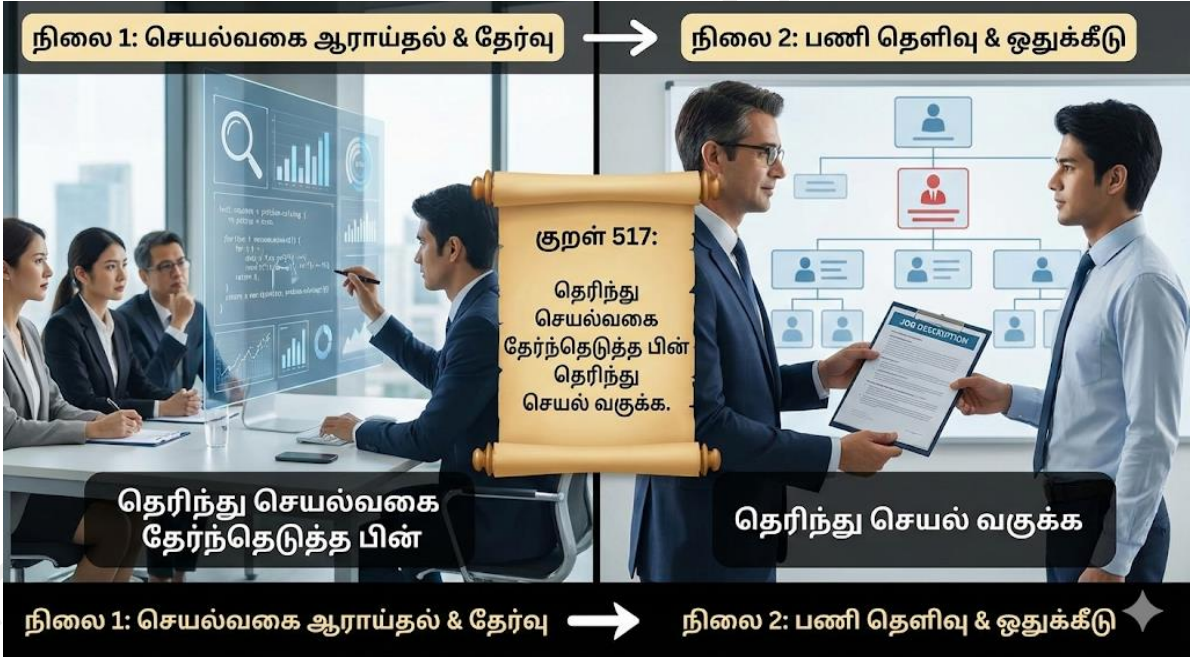 நிலை 1: செயல்வகை ஆராய்தல் & தேர்வு
நிலை 2: பணி தெளிவு & ஒதுக்கீடு
குறள் 517:
தெரிந்து
செயல்வகை
தேர்ந்தெடுத்த பின்
தெரிந்து
செயல் வகுக்க.
JOB DESCRIPTION
தெரிந்து செயல்வகை
தேர்ந்தெடுத்த பின்
தெரிந்து செயல் வகுக்க
நிலை 1: செயல்வகை ஆராய்தல் & தேர்வு
நிலை 2: பணி தெளிவு & ஒதுக்கீடு